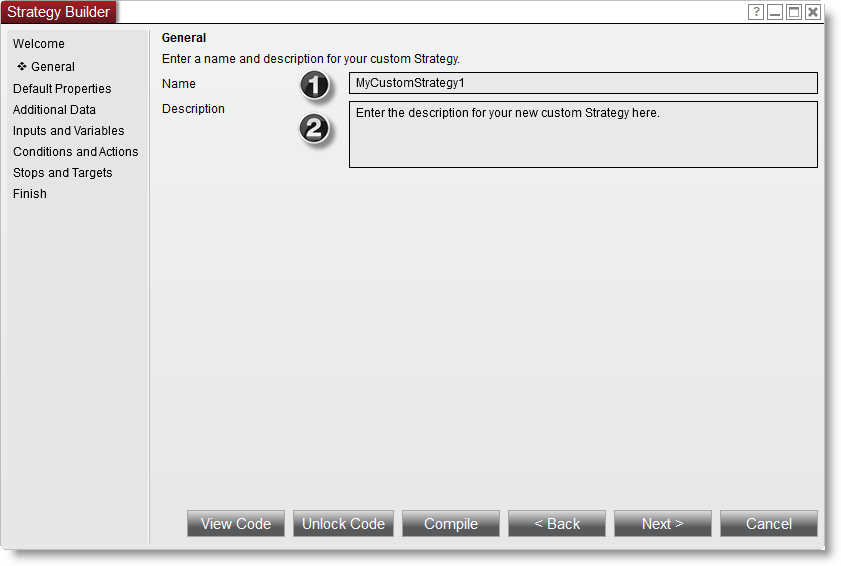 Strategy Builder
?
Welcome
❖ General
Default Properties
Additional Data
Inputs and Variables
Conditions and Actions
Stops and Targets
Finish
General
Enter a name and description for your custom Strategy.
Name 1 MyCustomStrategy1
Description 2 Enter the description for your new custom Strategy here.
View Code Unlock Code Compile < Back Next > Cancel